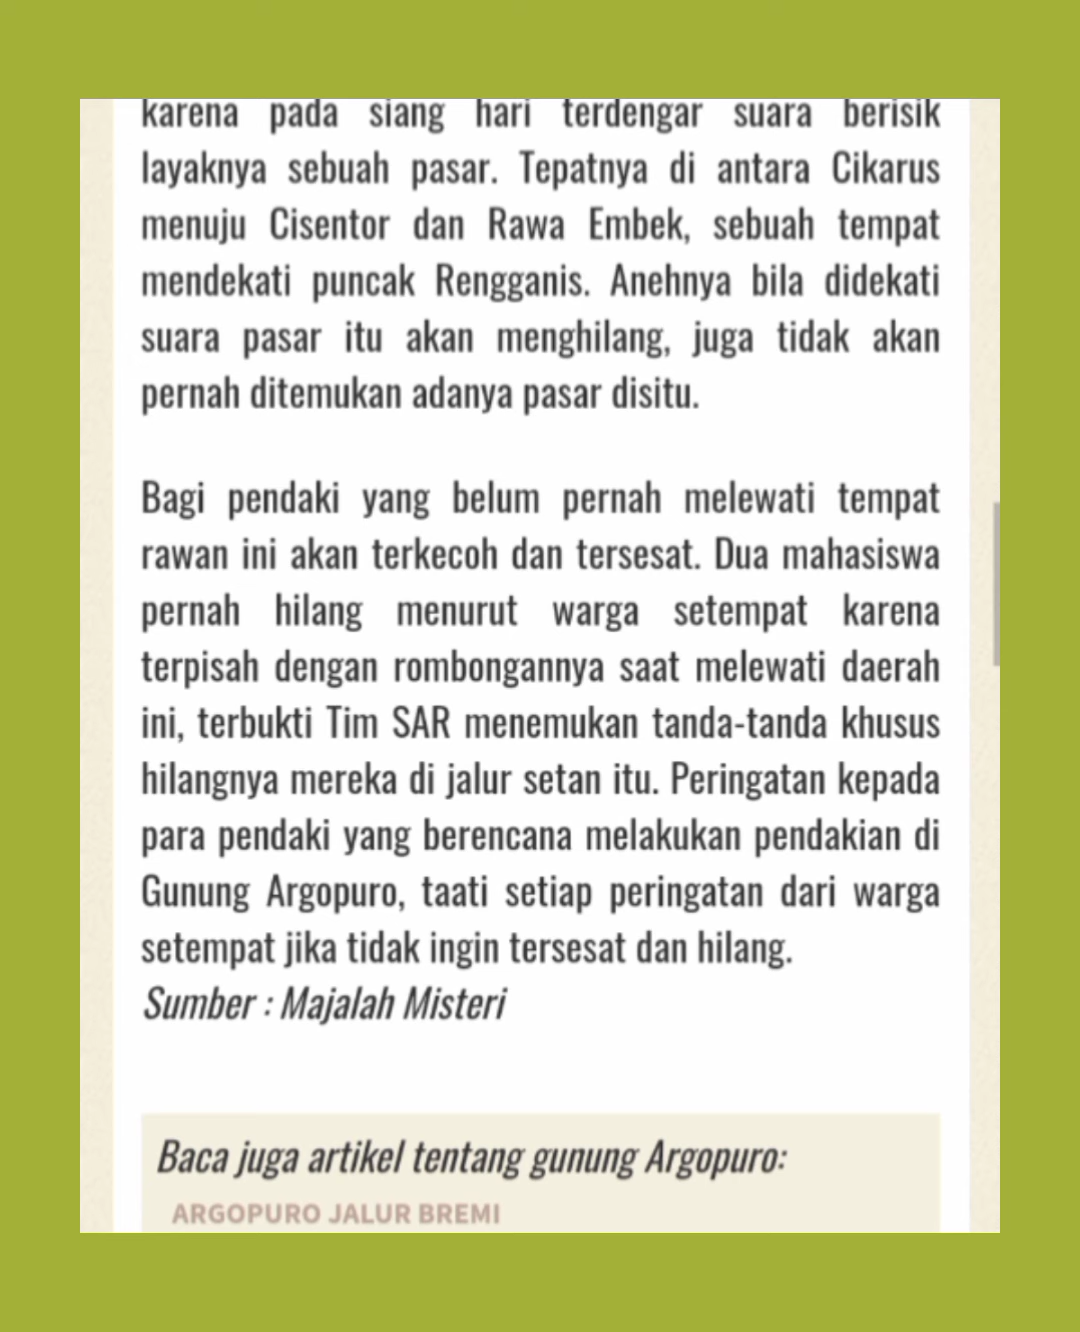 karena pada siang hari terdengar suara berisik
layaknya sebuah pasar. Tepatnya di antara Cikarus
menuju Cisentor dan Rawa Embek, sebuah tempat
mendekati puncak Rengganis. Anehnya bila didekati
suara pasar itu akan menghilang, juga tidak akan
pernah ditemukan adanya pasar disitu.
Bagi pendaki yang belum pernah melewati tempat
rawan ini akan terkecoh dan tersesat. Dua mahasiswa
pernah hilang menurut warga setempat karena
terpisah dengan rombongannya saat melewati daerah
ini, terbukti Tim SAR menemukan tanda-tanda khusus
hilangnya mereka di jalur setan itu. Peringatan kepada
para pendaki yang berencana melakukan pendakian di
Gunung Argopuro, taati setiap peringatan dari warga
setempat jika tidak ingin tersesat dan hilang.
Sumber : Majalah Misteri
Baca juga artikel tentang gunung Argopuro:
ARGOPURO JALUR BREMI